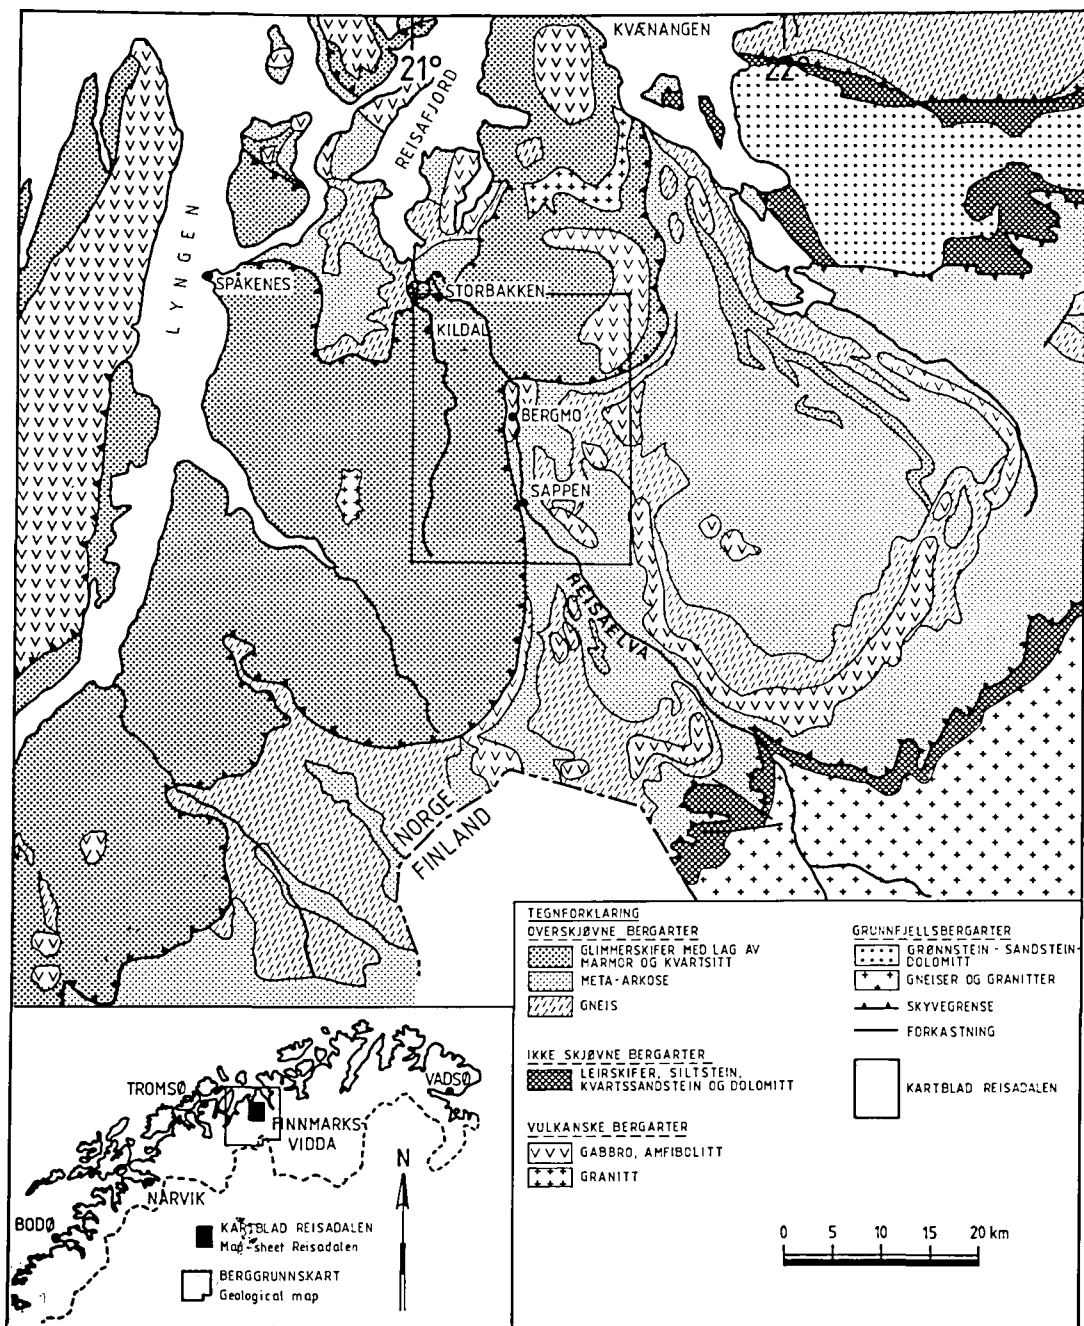 KVÆNANGEN
21°
22°
REISAFJORD
LYNGEN
SPÅKENES
STORBAKKEN
KILDAL
BERGMO
SAPPEN
REISAELVA
NORGE
FINLAND
TEGNFORKLARING
OVERSKJØVNE BERGARTER
GLIMMERSKIFER MED LAG AV
MARMOR OG KVARTSITT
META-ARKOSE
GNEIS
IKKE SKJØVNE BERGARTER
LEIRSKIFER, SILTSTEIN,
KVARTSSANDSTEIN OG DOLOMITT
VULKANSKE BERGARTER
GABBRO, AMFIBOLITT
GRANITT
GRUNNFJELLSBERGARTER
GRØNNSTEIN-SANDSTEIN-
DOLOMITT
GNEISER OG GRANITTER
SKYVEGRENSE
FORKASTNING
KARTBLAD REISADALEN
0 5 10 15 20 km
TROMSØ
VADSØ
FINNMARKS-
VIDDA
NARVIK
BODØ
N
KARTBLAD REISADALEN
Map-sheet Reisadalen
BERGGRUNNSKART
Geological map